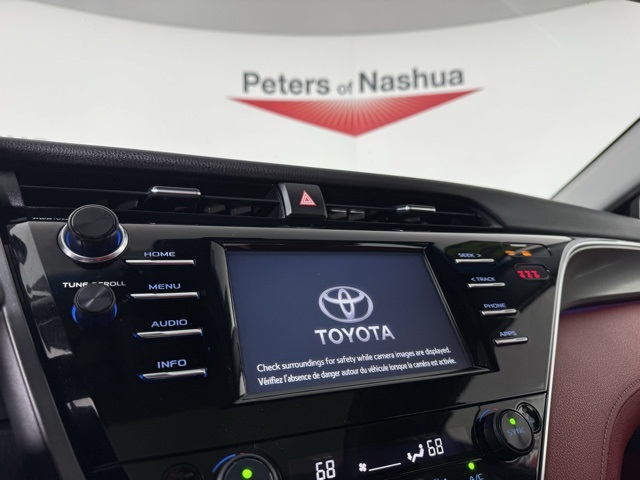 Peters of Nashua
HOME
MENU
AUDIO
INFO
TUNE•SCROLL
SEEK >
< TRACK
PHONE
APPS
TOYOTA
Check surroundings for safety while camera images are displayed.
Vérifiez l'absence de danger autour du véhicule lorsque la caméra est activée.
68
68
SYNC
A/C